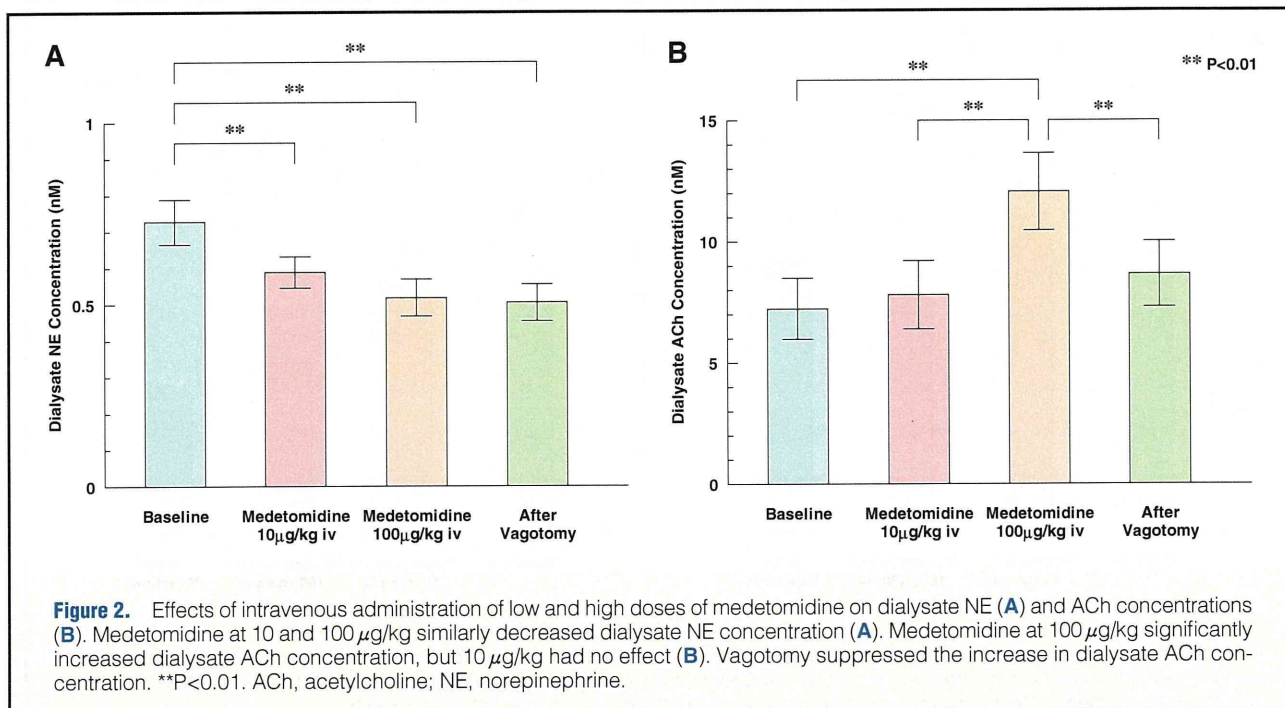 A
**
**
**
1
0.5
0
Dialysate NE Concentration (nM)
Baseline
Medetomidine
10µg/kg iv
Medetomidine
100µg/kg iv
After
Vagotomy
B
** P<0.01
**
**
**
15
10
5
0
Dialysate ACh Concentration (nM)
Baseline
Medetomidine
10µg/kg iv
Medetomidine
100µg/kg iv
After
Vagotomy
Figure 2. Effects of intravenous administration of low and high doses of medetomidine on dialysate NE (A) and ACh concentrations
(B). Medetomidine at 10 and 100 µg/kg similarly decreased dialysate NE concentration (A). Medetomidine at 100 µg/kg significantly
increased dialysate ACh concentration, but 10 µg/kg had no effect (B). Vagotomy suppressed the increase in dialysate ACh con-
centration. **P<0.01. ACh, acetylcholine; NE, norepinephrine.